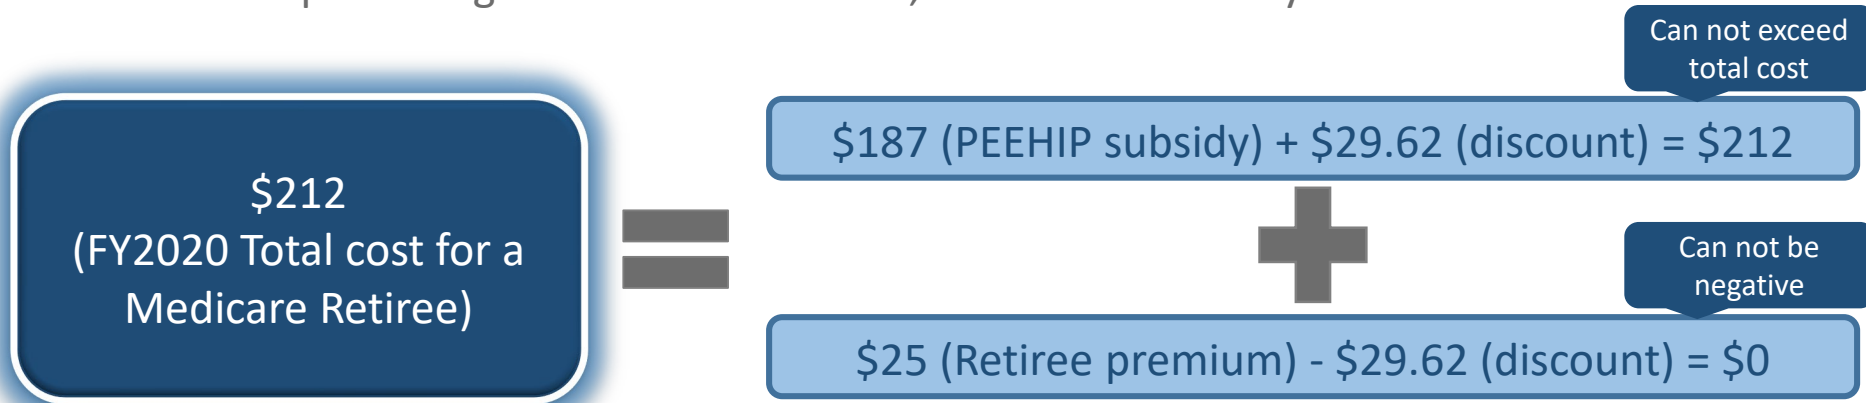 Can not exceed
total cost
$187 (PEEHIP subsidy) + $29.62 (discount) = $212
$212
(FY2020 Total cost for a
Medicare Retiree)
Can not be
negative
$25 (Retiree premium) - $29.62 (discount) = $0